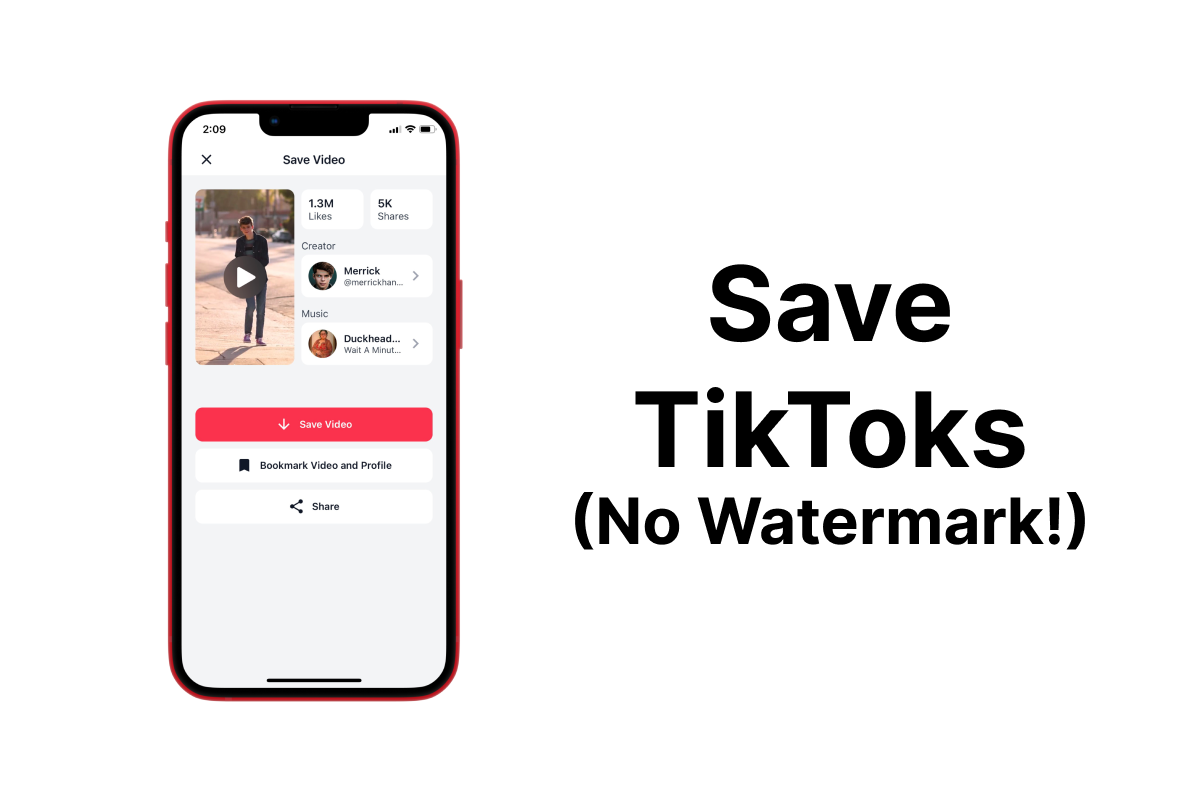 2:09
Save Video
1.3M
Likes
5K
Shares
Creator
Merrick
@merrickhan...
Music
Duckhead...
Wait A Minut...
Save Video
Bookmark Video and Profile
Share
Save
TikToks
(No Watermark!)